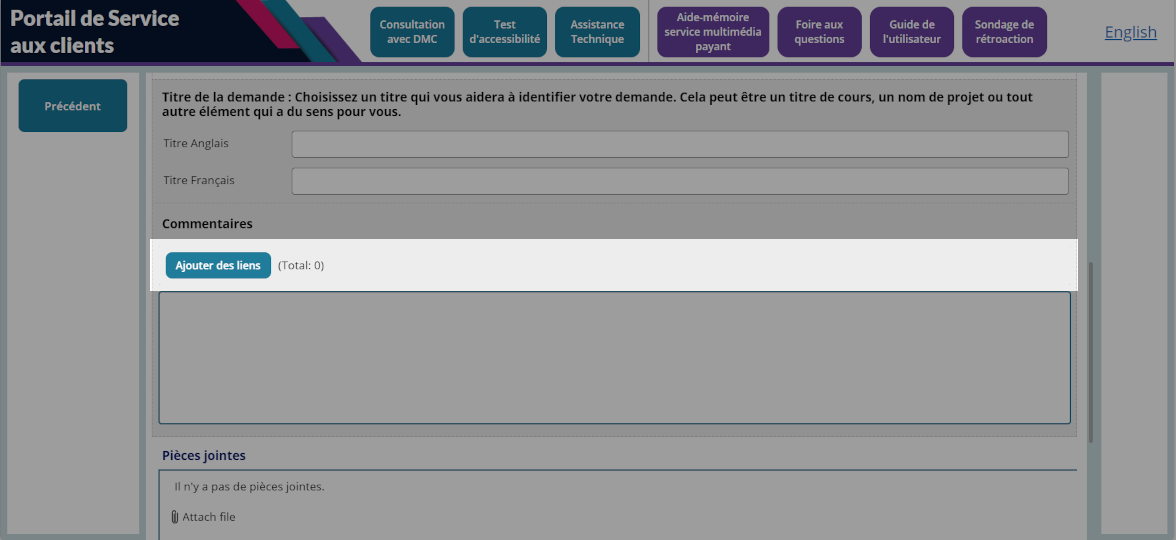 Portail de Service
aux clients
Consultation
avec DMC
Test
d'accessibilité
Assistance
Technique
Aide-mémoire
service multimédia
payant
Foire aux
questions
Guide de
l'utilisateur
Sondage de
rétroaction
English
Précédent
Titre de la demande : Choisissez un titre qui vous aidera à identifier votre demande. Cela peut être un titre de cours, un nom de projet ou tout
autre élément qui a du sens pour vous.
Titre Anglais
Titre Français
Commentaires
Ajouter des liens (Total: 0)
Pièces jointes
Il n'y a pas de pièces jointes.
Attach file